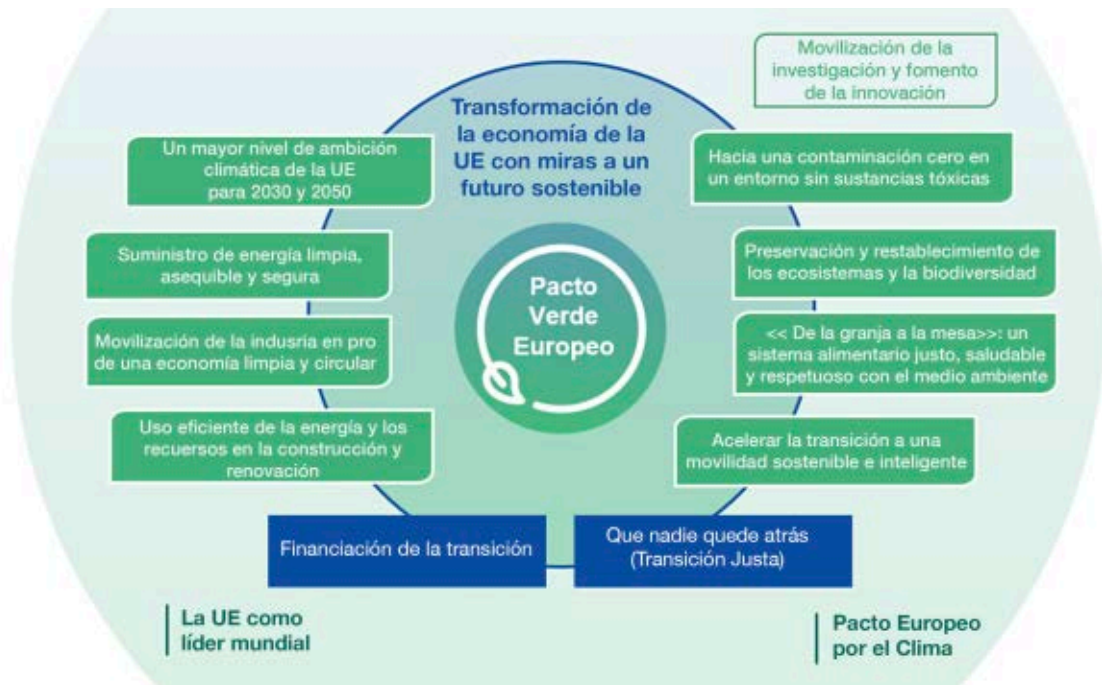 Movilización de la
investigación y fomento
de la innovación
Transformación de
la economía de la
UE con miras a un
futuro sostenible
Un mayor nivel de ambición
climática de la UE
para 2030 y 2050
Hacia una contaminación cero en
un entorno sin sustancias tóxicas
Suministro de energía limpia,
asequible y segura
Preservación y restablecimiento de
los ecosistemas y la biodiversidad
Pacto
Verde
Europeo
Movilización de la indusria en pro
de una economía limpia y circular
<< De la granja a la mesa>>: un
sistema alimentario justo, saludable
y respetuoso con el medio ambiente
Uso eficiente de la energía y los
recuersos en la construcción y
renovación
Acelerar la transición a una
movilidad sostenible e inteligente
Financiación de la transición
Que nadie quede atrás
(Transición Justa)
La UE como
líder mundial
Pacto Europeo
por el Clima